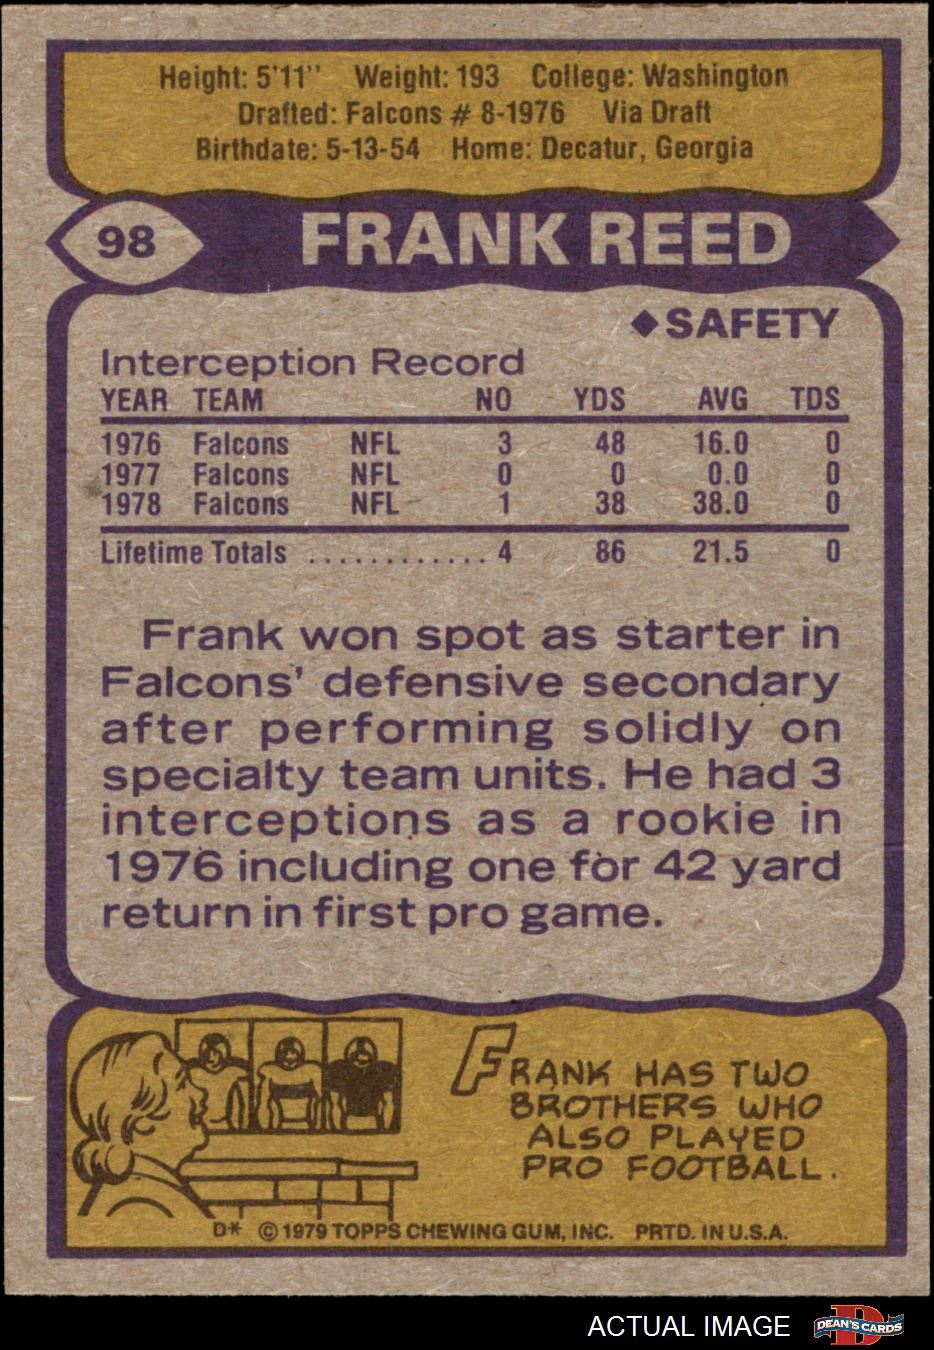 Height: 5'11" Weight: 193 College: Washington
Drafted: Falcons # 8-1976 Via Draft
Birthdate: 5-13-54 Home: Decatur, Georgia
98 FRANK REED
◆SAFETY
Interception Record
YEAR TEAM NO YDS AVG TDS
1976 Falcons NFL 3 48 16.0 0
1977 Falcons NFL 0 0 0.0 0
1978 Falcons NFL 1 38 38.0 0
Lifetime Totals ............. 4 86 21.5 0
Frank won spot as starter in
Falcons' defensive secondary
after performing solidly on
specialty team units. He had 3
interceptions as a rookie in
1976 including one for 42 yard
return in first pro game.
FRANK HAS TWO
BROTHERS WHO
ALSO PLAYED
PRO FOOTBALL.
D* © 1979 TOPPS CHEWING GUM, INC. PRTD. IN U.S.A.
ACTUAL IMAGE
DEAN'S CARDS